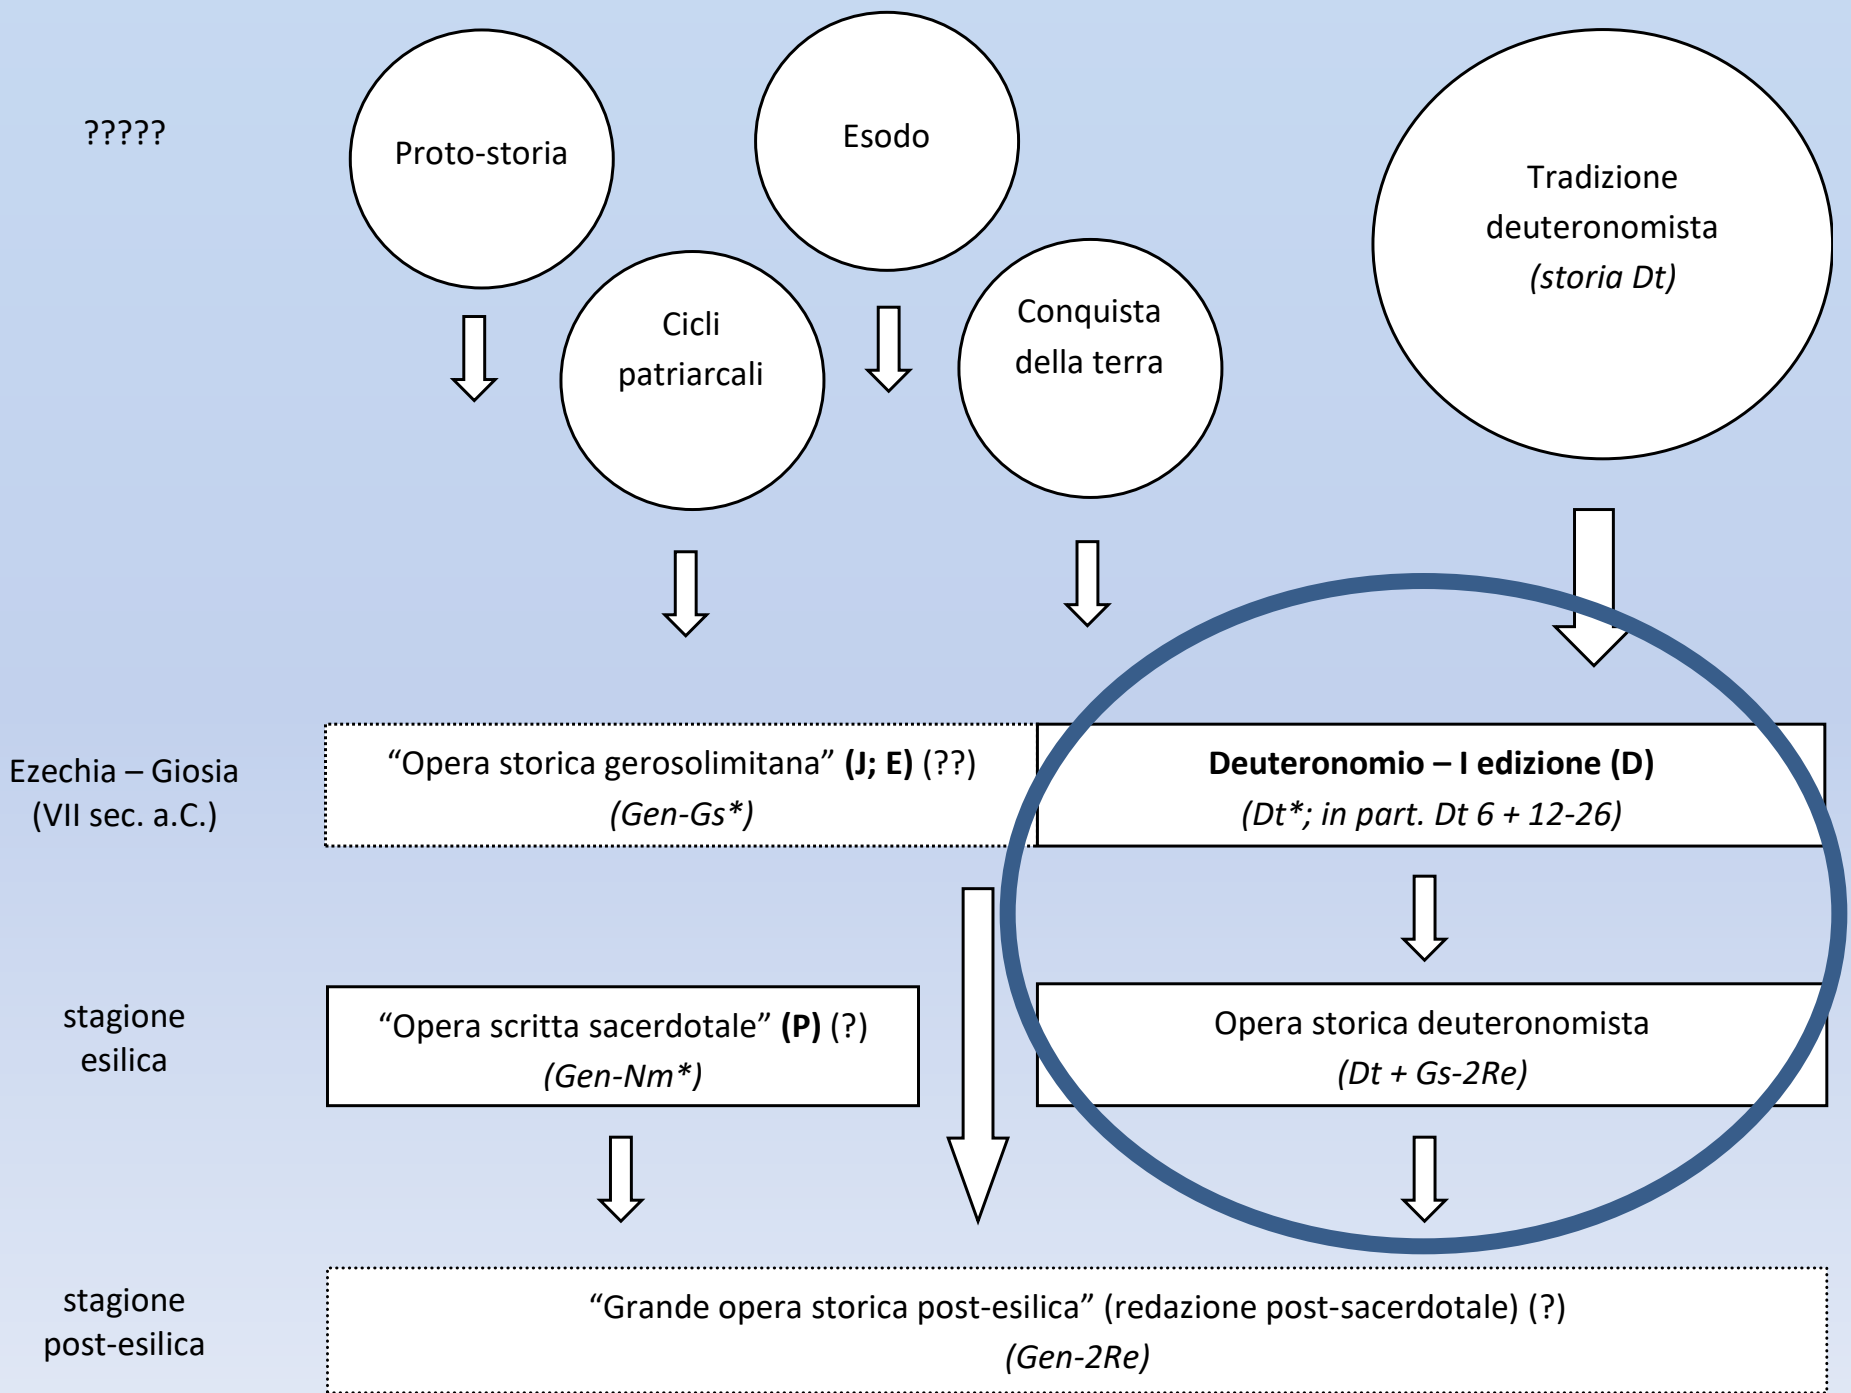 ?????
Proto-storia
Esodo
Tradizione
deuteronomista
(storia Dt)
Cicli
patriarcali
Conquista
della terra
Ezechia – Giosia
(VII sec. a.C.)
“Opera storica gerosolimitana” (J; E) (??)
(Gen-Gs*)
Deuteronomio – I edizione (D)
(Dt*; in part. Dt 6 + 12-26)
stagione
esilica
“Opera scritta sacerdotale” (P) (?)
(Gen-Nm*)
Opera storica deuteronomista
(Dt + Gs-2Re)
stagione
post-esilica
“Grande opera storica post-esilica” (redazione post-sacerdotale) (?)
(Gen-2Re)